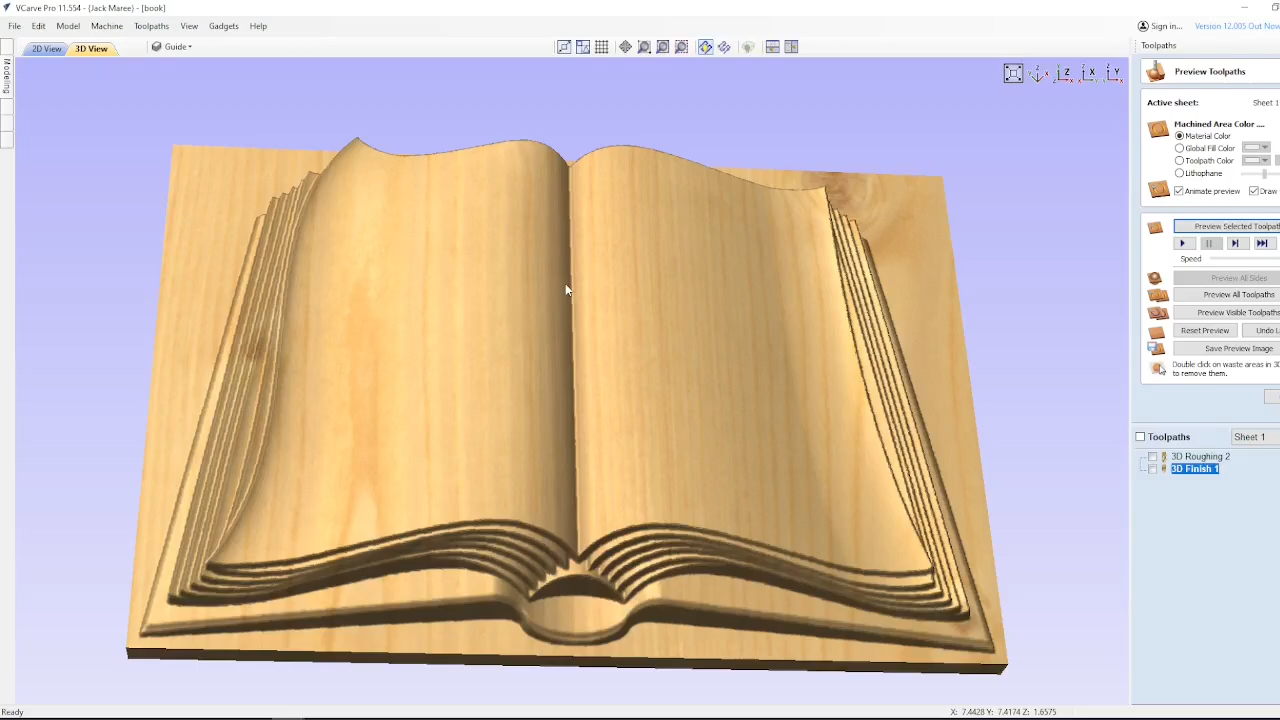 VCarve Pro 11.554 - {Jack Maree} - [book]
File Edit Model Machine Toolpaths View Gadgets Help
Sign in... Version 12.005 Out Now
2D View 3D View Guide
Toolpaths
Modeling
Z X Y
Preview Toolpaths
Active sheet: Sheet 1
Machined Area Color ....
Material Color
Global Fill Color
Toolpath Color
Lithophane
Animate preview Draw
Preview Selected Toolpath
Speed
Preview All Sides
Preview All Toolpaths
Preview Visible Toolpaths
Reset Preview Undo L
Save Preview Image
Double click on waste areas in 3D
to remove them.
Toolpaths Sheet 1
3D Roughing 2
3D Finish 1
Ready X: 7.4428 Y: 7.4174 Z: 1.6575